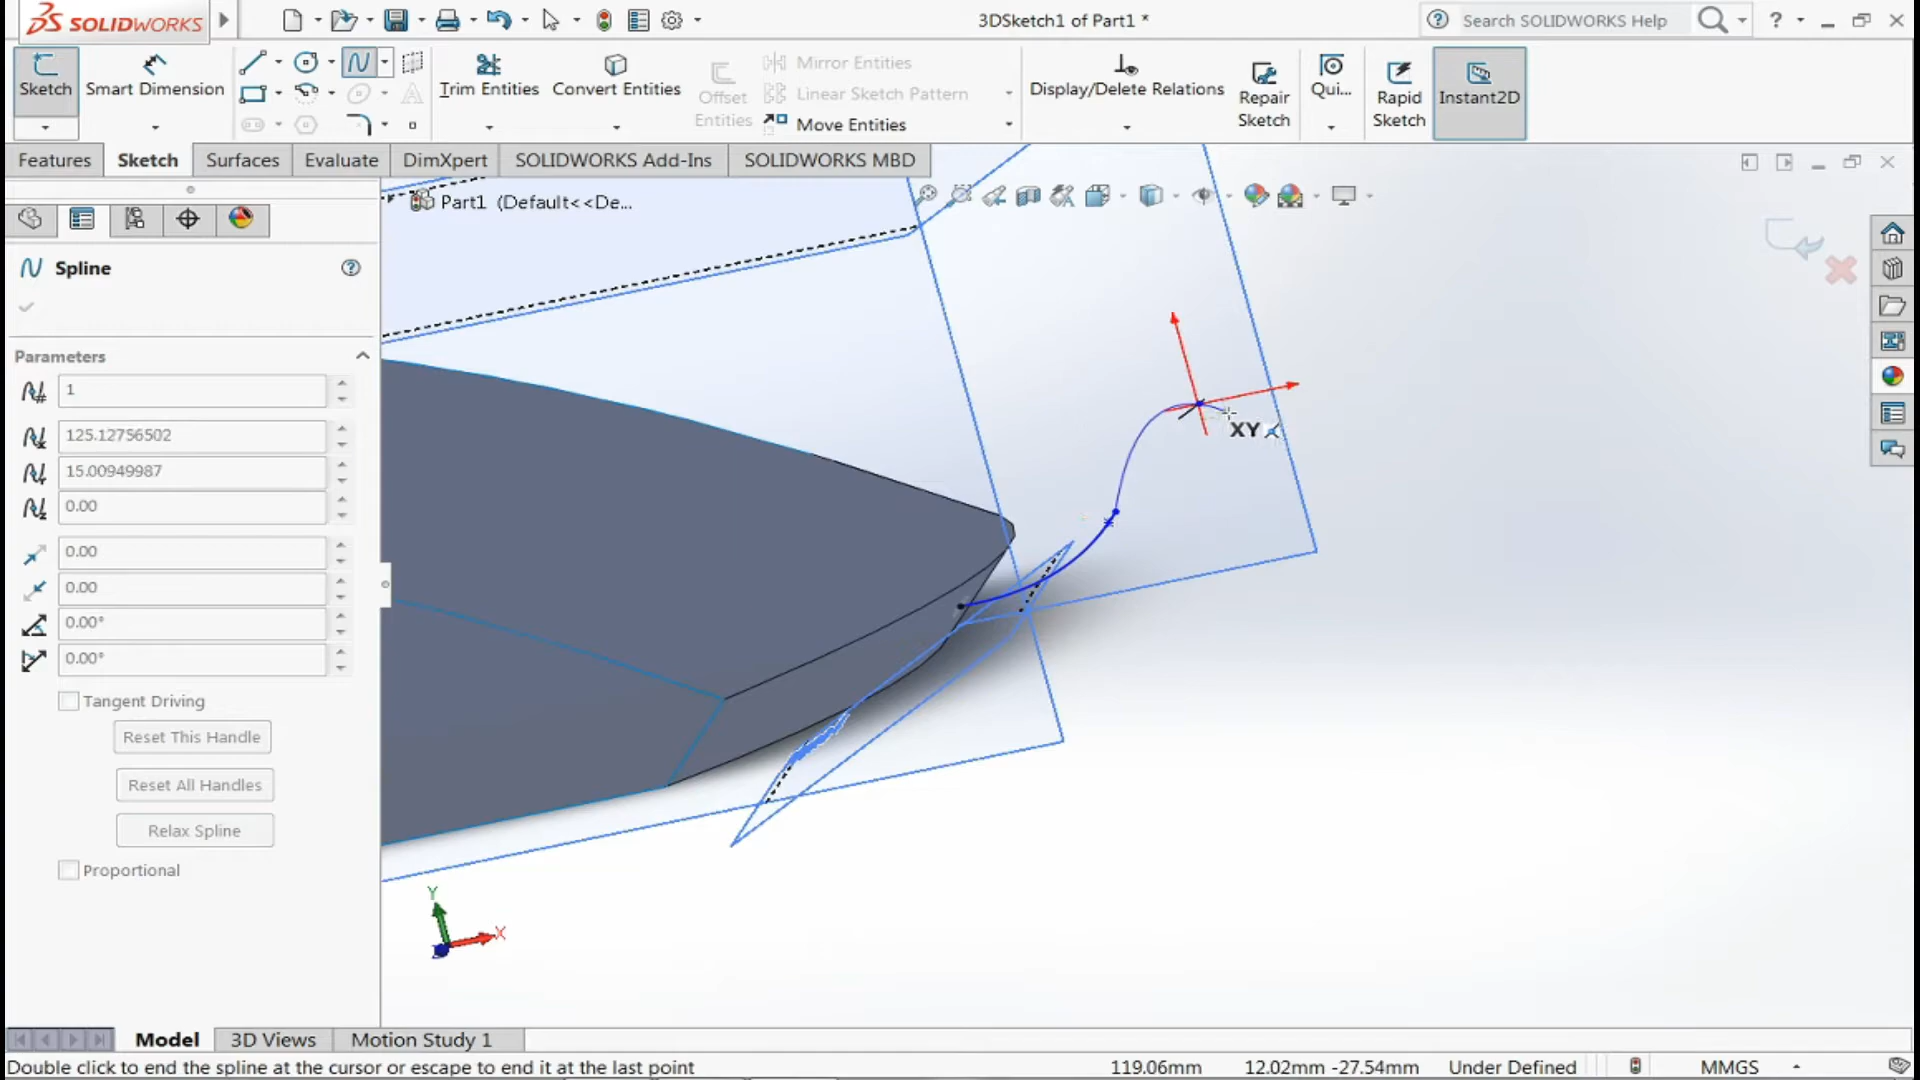 SOLIDWORKS
3DSketch1 of Part1 *
Search SOLIDWORKS Help
Sketch
Smart Dimension
Trim Entities
Convert Entities
Offset
Entities
Mirror Entities
Linear Sketch Pattern
Move Entities
Display/Delete Relations
Repair
Sketch
Qui...
Rapid
Sketch
Instant2D
Features
Sketch
Surfaces
Evaluate
DimXpert
SOLIDWORKS Add-Ins
SOLIDWORKS MBD
Part1 (Default<<De...
Spline
Parameters
1
125.12756502
15.00949987
0.00
0.00
0.00
0.00°
0.00°
Tangent Driving
Reset This Handle
Reset All Handles
Relax Spline
Proportional
XY
Y
X
Model
3D Views
Motion Study 1
Double click to end the spline at the cursor or escape to end it at the last point
119.06mm
12.02mm -27.54mm
Under Defined
MMGS